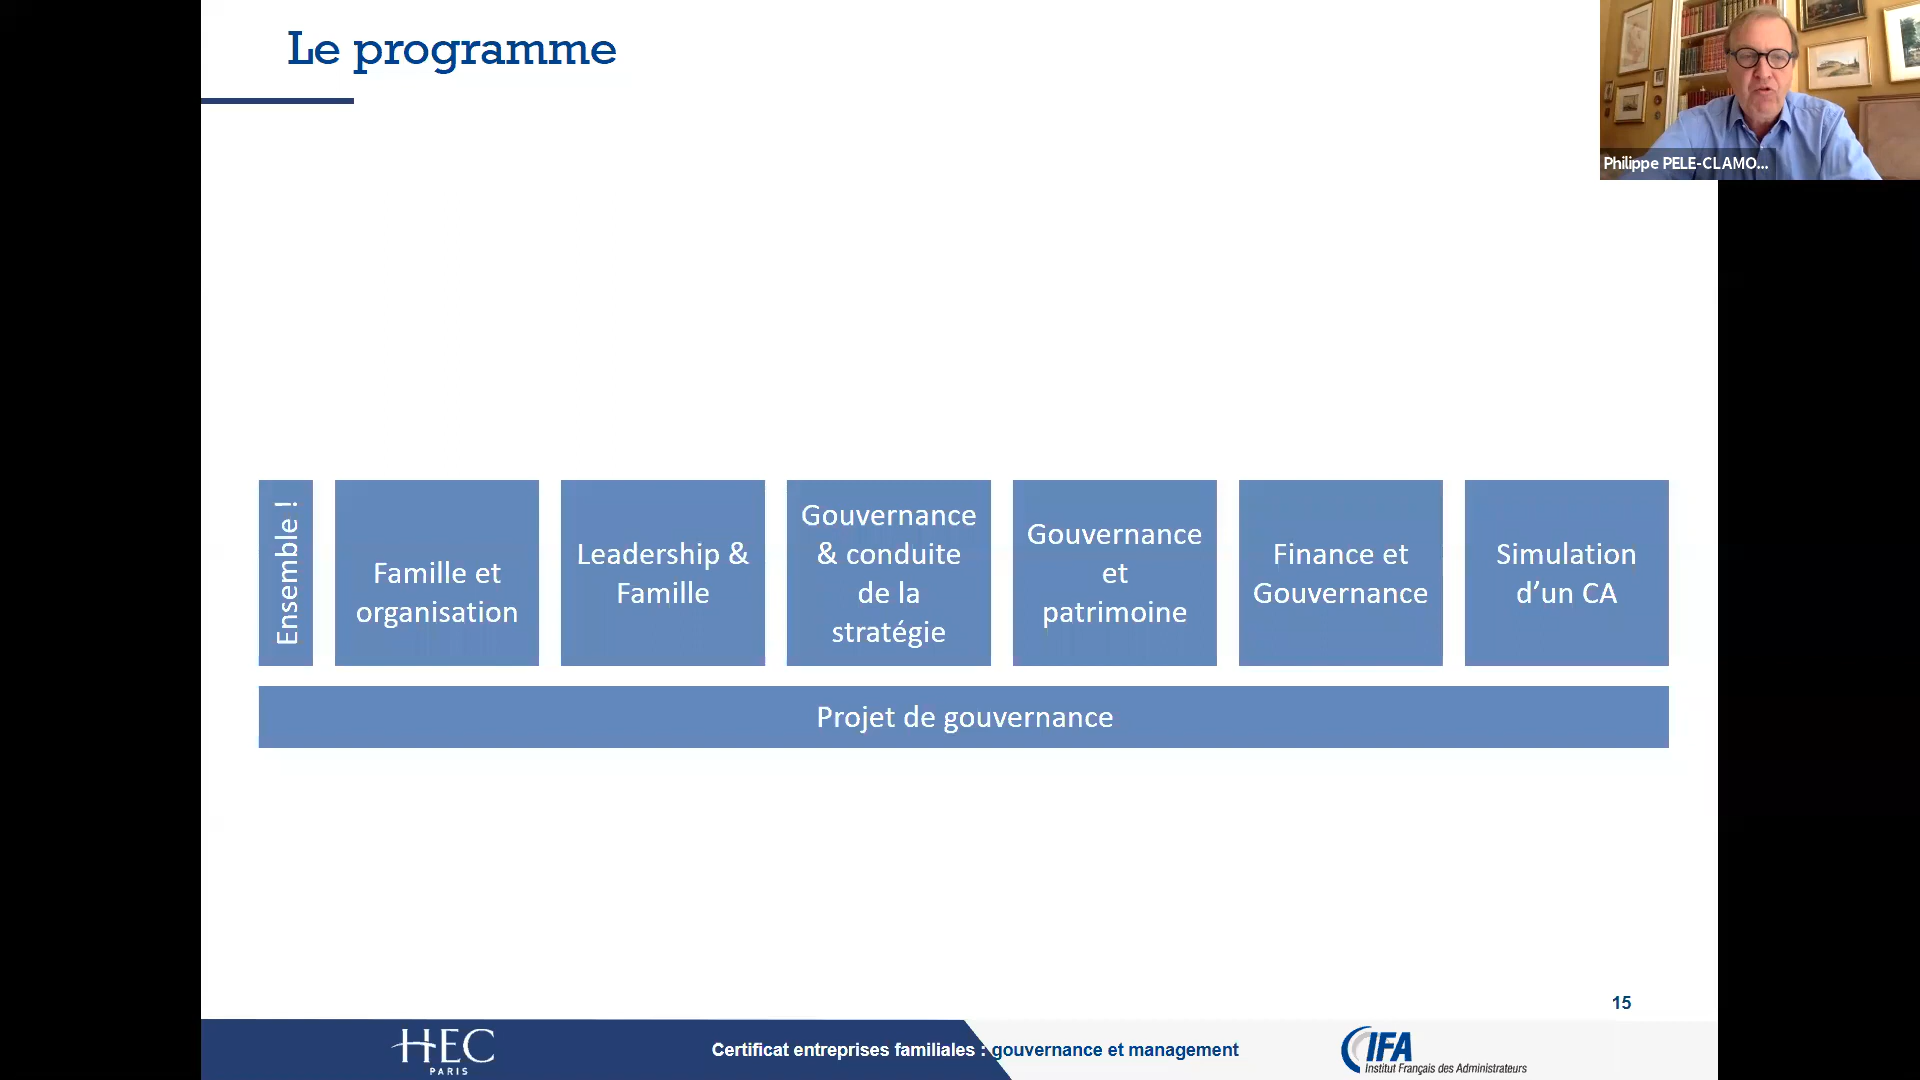 Le programme
Philippe PELE-CLAMO...
Ensemble !
Famille et
organisation
Leadership &
Famille
Gouvernance
& conduite
de la
stratégie
Gouvernance
et
patrimoine
Finance et
Gouvernance
Simulation
d’un CA
Projet de gouvernance
15
HEC
PARIS
Certificat entreprises familiales : gouvernance et management
IFA
Institut Français des Administrateurs